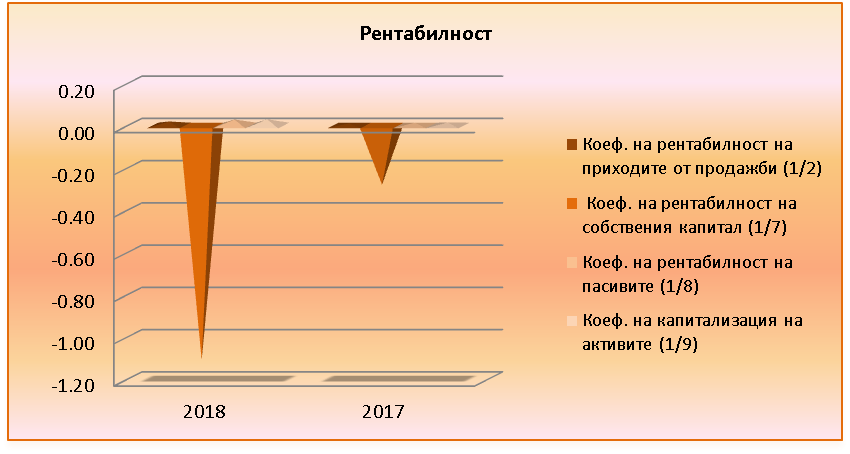 Рентабилност
0.20
0.00
-0.20
-0.40
-0.60
-0.80
-1.00
-1.20
2018
2017
Коеф. на рентабилност на
приходите от продажби (1/2)
Коеф. на рентабилност на
собствения капитал (1/7)
Коеф. на рентабилност на
пасивите (1/8)
Коеф. на капитализация на
активите (1/9)